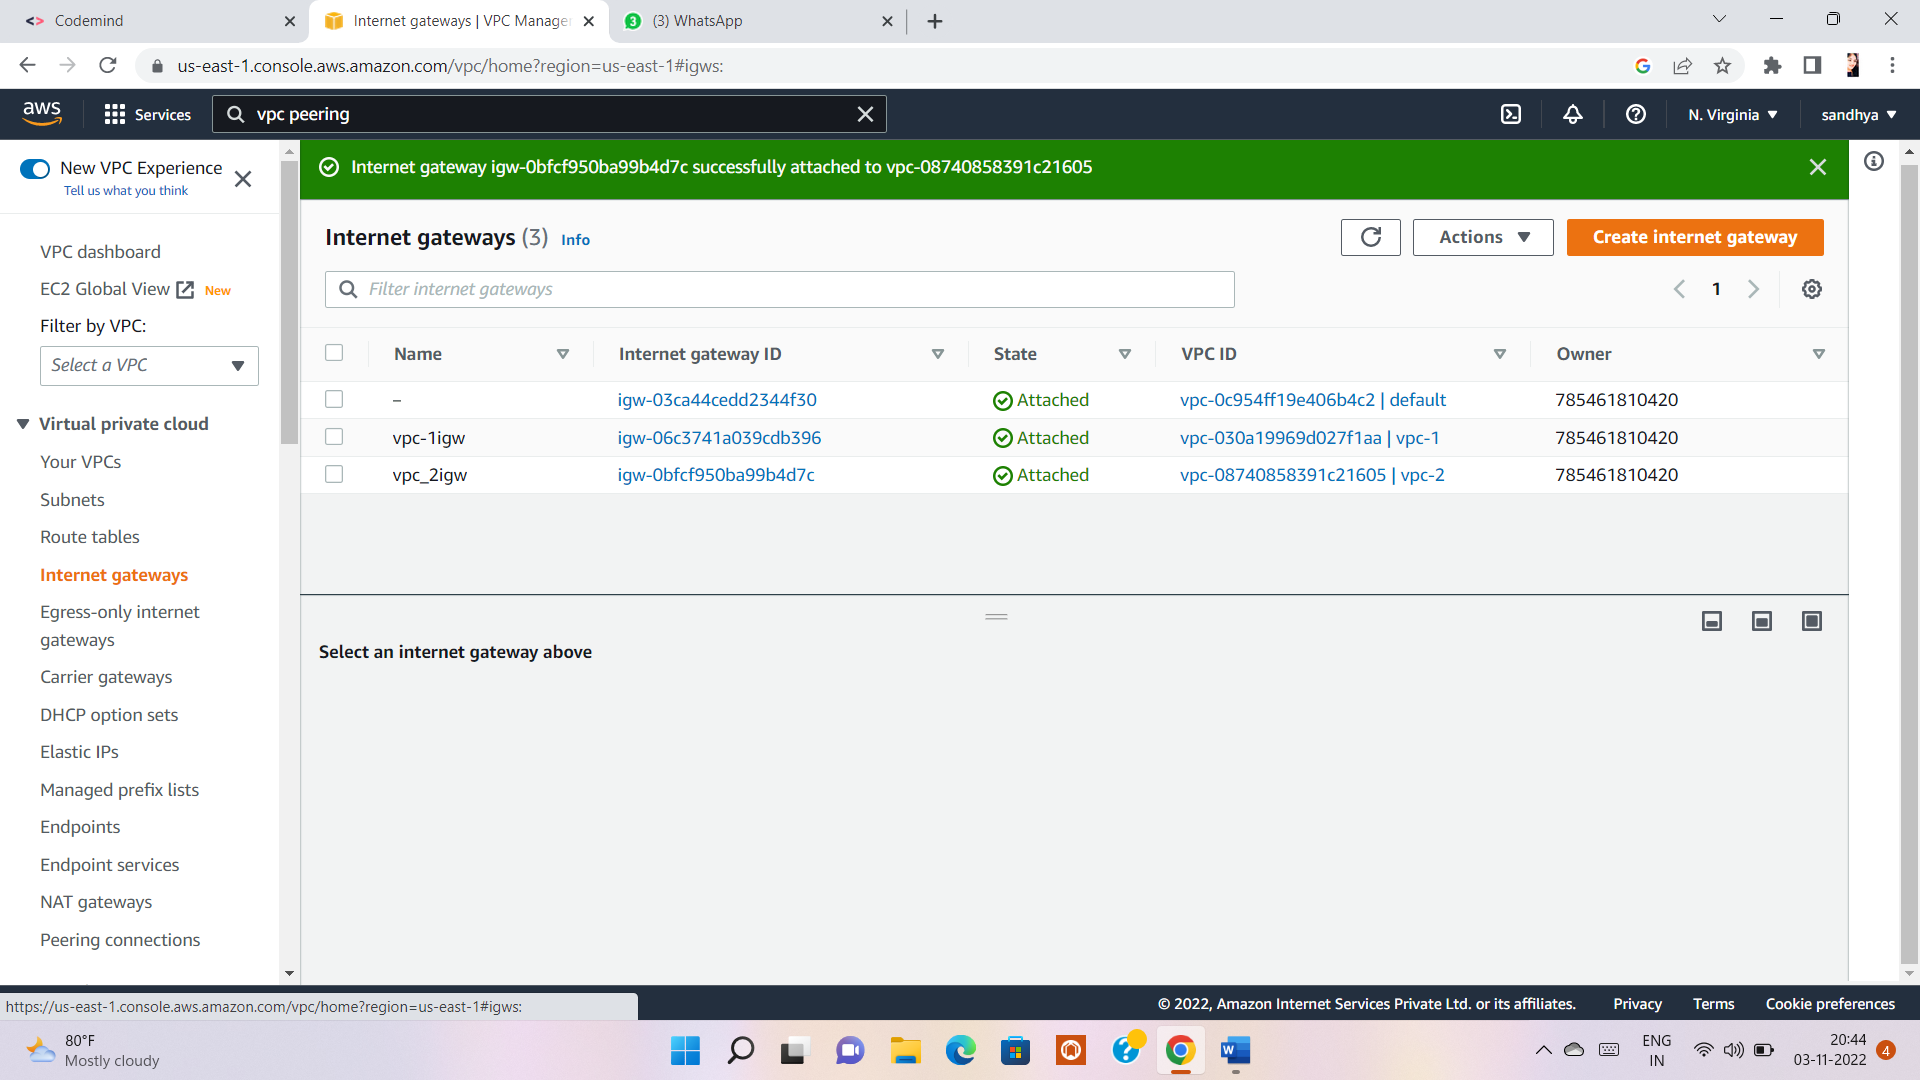 Codemind
Internet gateways | VPC Manage
(3) WhatsApp
us-east-1.console.aws.amazon.com/vpc/home?region=us-east-1#igws:
aws
Services
vpc peering
N. Virginia
sandhya
New VPC Experience
Tell us what you think
VPC dashboard
EC2 Global View New
Filter by VPC:
Select a VPC
Virtual private cloud
Your VPCs
Subnets
Route tables
Internet gateways
Egress-only internet
gateways
Carrier gateways
DHCP option sets
Elastic IPs
Managed prefix lists
Endpoints
Endpoint services
NAT gateways
Peering connections
Internet gateway igw-0bfcf950ba99b4d7c successfully attached to vpc-08740858391c21605
Internet gateways (3) Info
Actions
Create internet gateway
Filter internet gateways
1
Name Internet gateway ID State VPC ID Owner
– igw-03ca44cedd2344f30 Attached vpc-0c954ff19e406b4c2 | default 785461810420
vpc-1igw igw-06c3741a039cdb396 Attached vpc-030a19969d027f1aa | vpc-1 785461810420
vpc_2igw igw-0bfcf950ba99b4d7c Attached vpc-08740858391c21605 | vpc-2 785461810420
Select an internet gateway above
https://us-east-1.console.aws.amazon.com/vpc/home?region=us-east-1#igws:
© 2022, Amazon Internet Services Private Ltd. or its affiliates. Privacy Terms Cookie preferences
80°F
Mostly cloudy
ENG
IN
20:44
03-11-2022
4